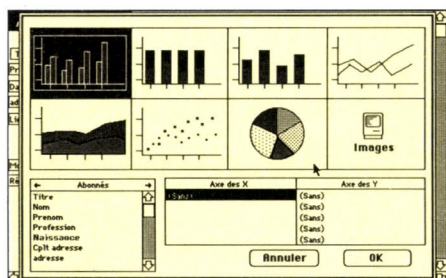 Images
Abonnés
Titre
Nom
Prenom
Profession
Naissance
Cplt adresse
adresse
Axe des X
Axe des Y
(Sans)
(Sans)
(Sans)
(Sans)
(Sans)
(Sans)
Annuler
OK